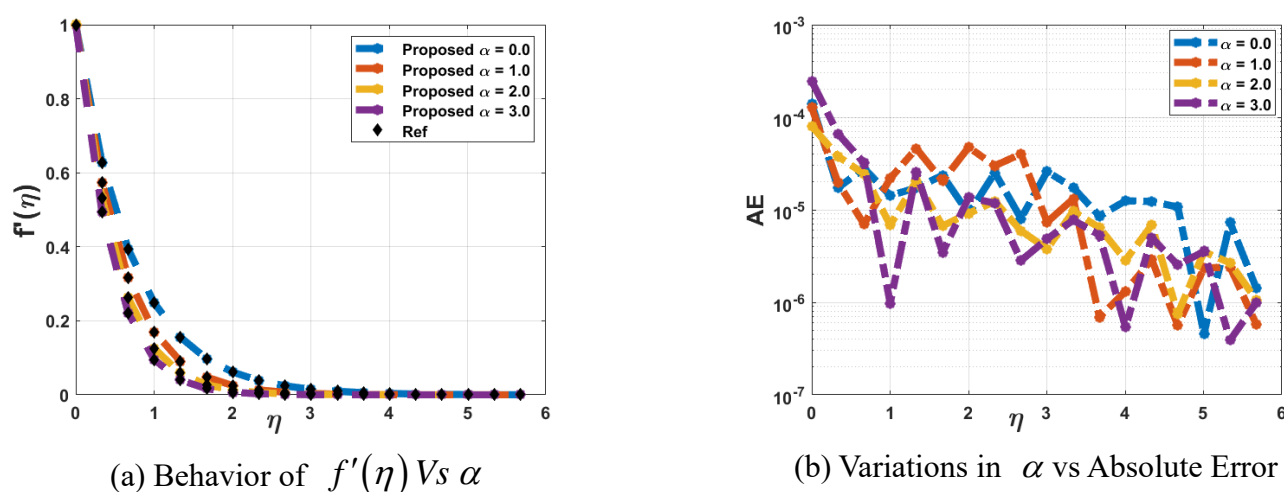 1
0.8
0.6
0.4
0.2
0
0 1 2 3 4 5 6
f'(η)
η
Proposed α = 0.0
Proposed α = 1.0
Proposed α = 2.0
Proposed α = 3.0
Ref
(a) Behavior of f′(η) Vs α
10⁻³
10⁻⁴
10⁻⁵
10⁻⁶
10⁻⁷
0 1 2 3 4 5 6
AE
η
α = 0.0
α = 1.0
α = 2.0
α = 3.0
(b) Variations in α vs Absolute Error